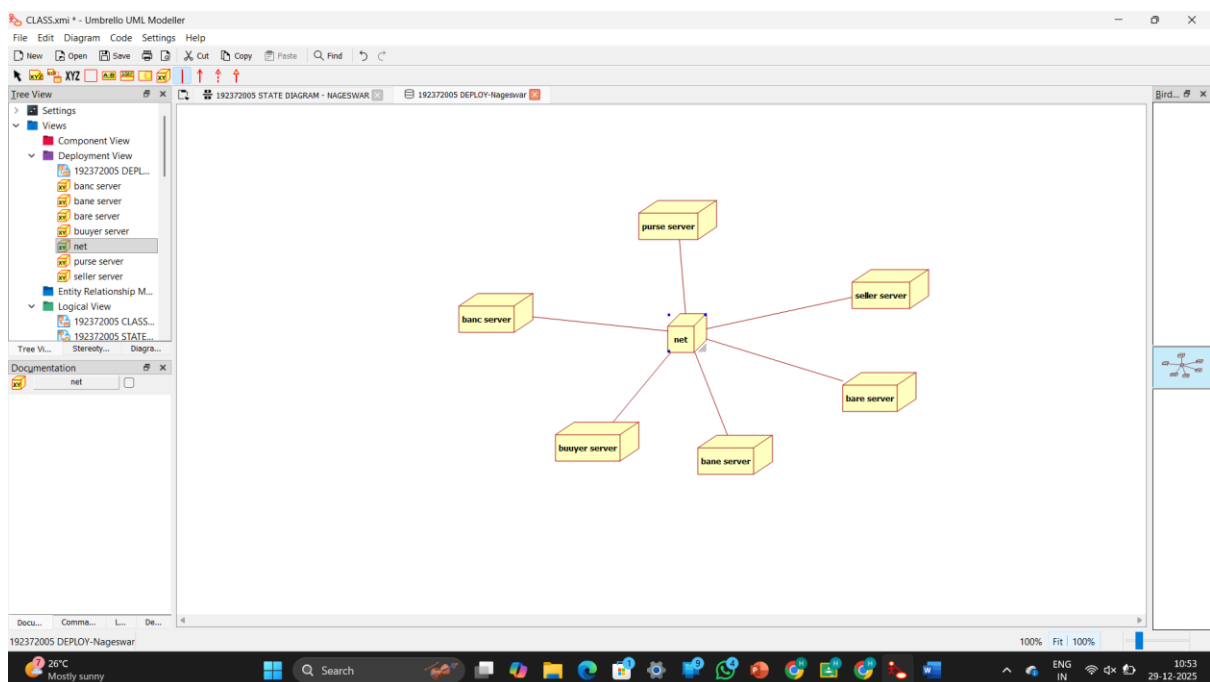 CLASS.xmi * - Umbrello UML Modeller
File Edit Diagram Code Settings Help
New Open Save Cut Copy Paste Find
XYZ
Tree View
192372005 STATE DIAGRAM - NAGESWAR
192372005 DEPLOY-Nageswar
Bird...
Settings
Views
Component View
Deployment View
192372005 DEPL...
banc server
bane server
bare server
buuyer server
net
purse server
seller server
Entity Relationship M...
Logical View
192372005 CLASS...
192372005 STATE...
Tree Vi... Stereoty... Diagra...
Documentation
net
purse server
seller server
banc server
net
bare server
buuyer server
bane server
Docu... Comma... L... De...
192372005 DEPLOY-Nageswar
100% Fit 100%
7
26°C
Mostly sunny
Search
9
4
ENG
IN
10:53
29-12-2025